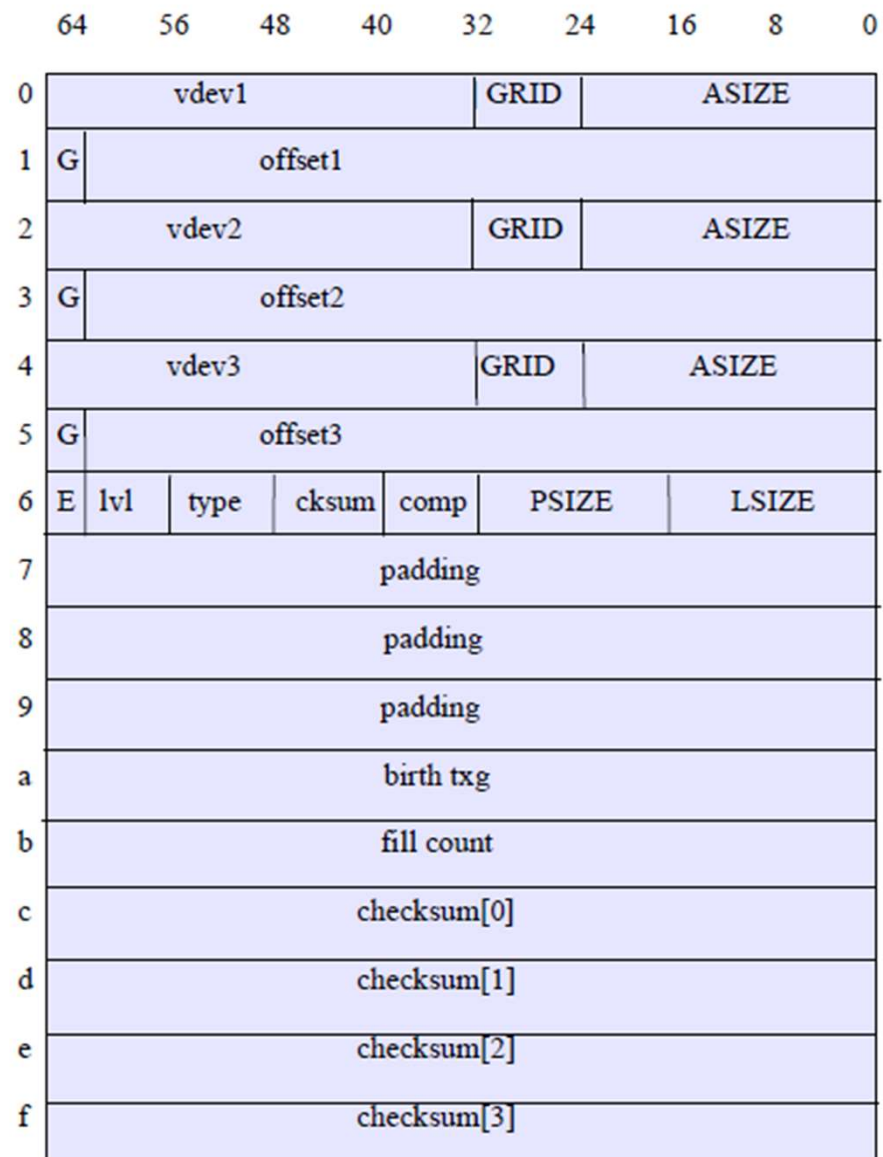 64 56 48 40 32 24 16 8 0
0 vdev1 GRID ASIZE
1 G offset1
2 vdev2 GRID ASIZE
3 G offset2
4 vdev3 GRID ASIZE
5 G offset3
6 E lvl type cksum comp PSIZE LSIZE
7 padding
8 padding
9 padding
a birth txg
b fill count
c checksum[0]
d checksum[1]
e checksum[2]
f checksum[3]